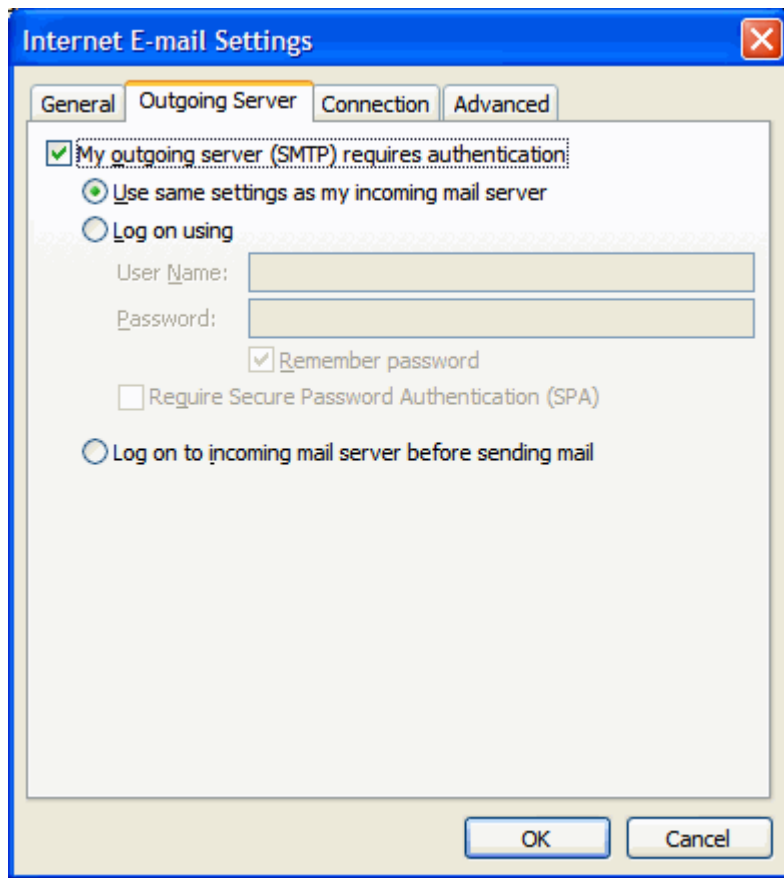 Internet E-mail Settings
General Outgoing Server Connection Advanced
My outgoing server (SMTP) requires authentication
Use same settings as my incoming mail server
Log on using
User Name:
Password:
Remember password
Require Secure Password Authentication (SPA)
Log on to incoming mail server before sending mail
OK Cancel